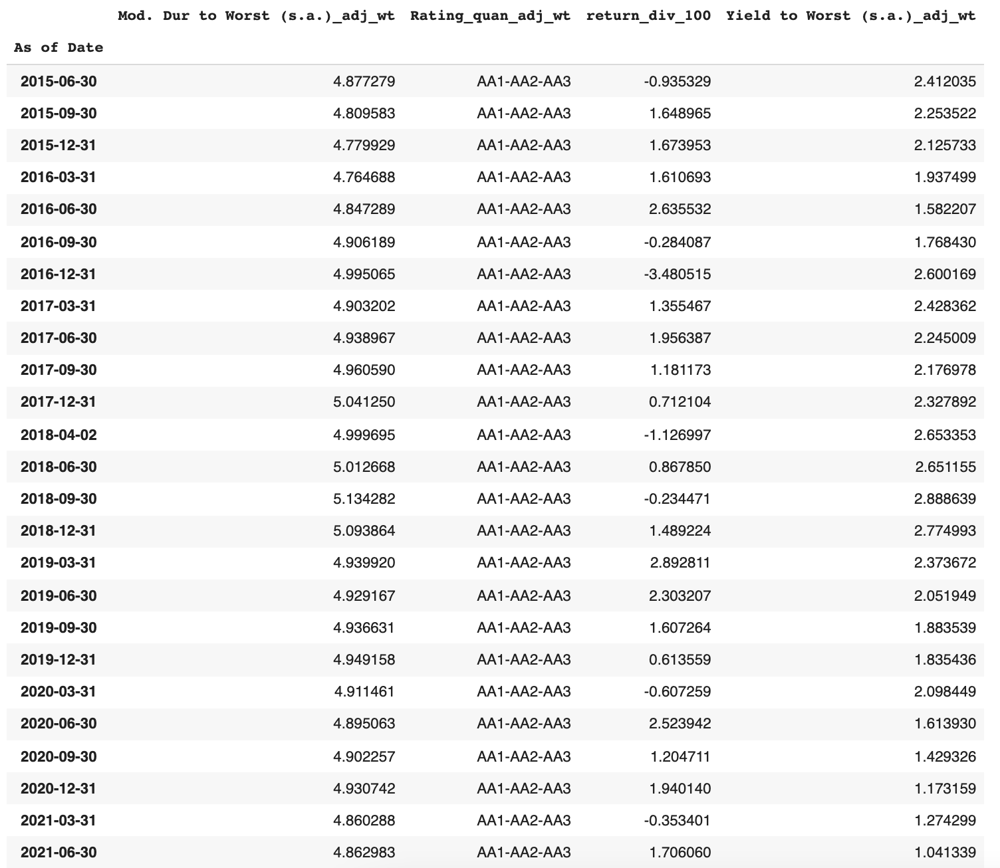 Mod. Dur to Worst (s.a.)_adj_wt Rating_quan_adj_wt return_div_100 Yield to Worst (s.a.)_adj_wt
As of Date
2015-06-30 4.877279 AA1-AA2-AA3 -0.935329 2.412035
2015-09-30 4.809583 AA1-AA2-AA3 1.648965 2.253522
2015-12-31 4.779929 AA1-AA2-AA3 1.673953 2.125733
2016-03-31 4.764688 AA1-AA2-AA3 1.610693 1.937499
2016-06-30 4.847289 AA1-AA2-AA3 2.635532 1.582207
2016-09-30 4.906189 AA1-AA2-AA3 -0.284087 1.768430
2016-12-31 4.995065 AA1-AA2-AA3 -3.480515 2.600169
2017-03-31 4.903202 AA1-AA2-AA3 1.355467 2.428362
2017-06-30 4.938967 AA1-AA2-AA3 1.956387 2.245009
2017-09-30 4.960590 AA1-AA2-AA3 1.181173 2.176978
2017-12-31 5.041250 AA1-AA2-AA3 0.712104 2.327892
2018-04-02 4.999695 AA1-AA2-AA3 -1.126997 2.653353
2018-06-30 5.012668 AA1-AA2-AA3 0.867850 2.651155
2018-09-30 5.134282 AA1-AA2-AA3 -0.234471 2.888639
2018-12-31 5.093864 AA1-AA2-AA3 1.489224 2.774993
2019-03-31 4.939920 AA1-AA2-AA3 2.892811 2.373672
2019-06-30 4.929167 AA1-AA2-AA3 2.303207 2.051949
2019-09-30 4.936631 AA1-AA2-AA3 1.607264 1.883539
2019-12-31 4.949158 AA1-AA2-AA3 0.613559 1.835436
2020-03-31 4.911461 AA1-AA2-AA3 -0.607259 2.098449
2020-06-30 4.895063 AA1-AA2-AA3 2.523942 1.613930
2020-09-30 4.902257 AA1-AA2-AA3 1.204711 1.429326
2020-12-31 4.930742 AA1-AA2-AA3 1.940140 1.173159
2021-03-31 4.860288 AA1-AA2-AA3 -0.353401 1.274299
2021-06-30 4.862983 AA1-AA2-AA3 1.706060 1.041339